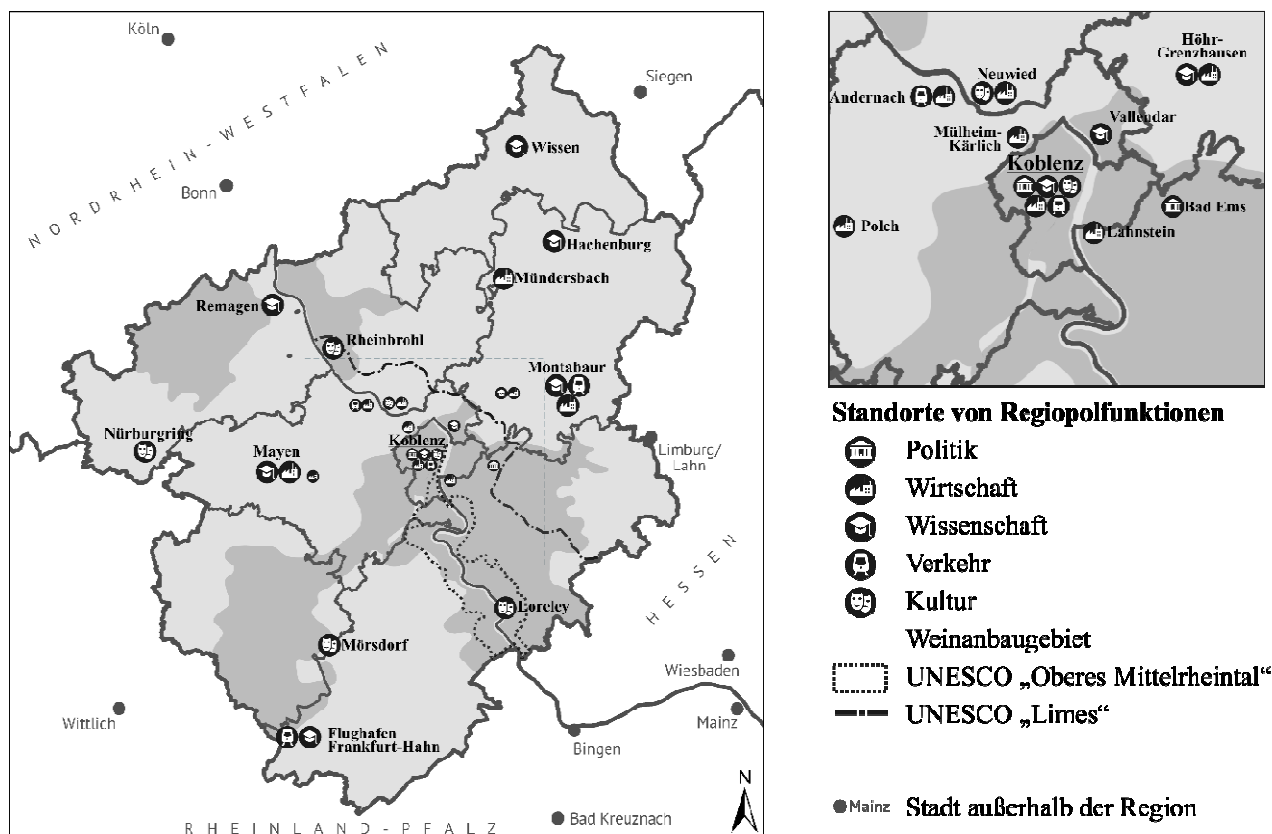 Köln
NORDRHEIN-WESTFALEN
Siegen
Bonn
Wissen
Hachenburg
Mündersbach
Remagen
Rheinbrohl
Montabaur
Nürburgring
Mayen
Koblenz
Limburg/
Lahn
HESSEN
Loreley
Mörsdorf
Wiesbaden
Wittlich
Mainz
Flughafen
Frankfurt-Hahn
Bingen
N
Bad Kreuznach
RHEINLAND-PFALZ
Höhr-
Grenzhausen
Neuwied
Andernach
Vallendar
Mülheim-
Kärlich
Koblenz
Bad Ems
Polch
Lahnstein
Standorte von Regiopolfunktionen
Politik
Wirtschaft
Wissenschaft
Verkehr
Kultur
Weinanbaugebiet
UNESCO „Oberes Mittelrheintal“
UNESCO „Limes“
Mainz Stadt außerhalb der Region